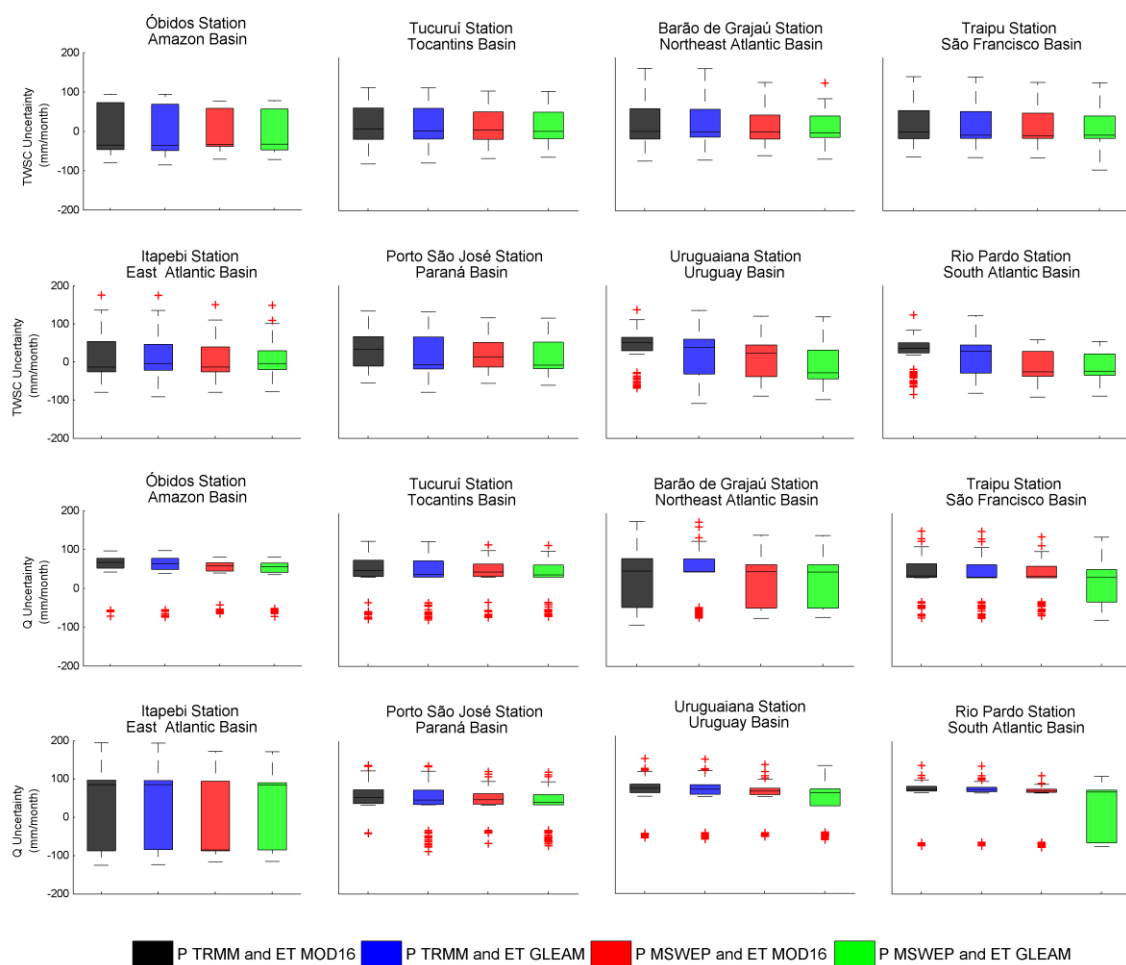 Óbidos Station
Amazon Basin
Tucuruí Station
Tocantins Basin
Barão de Grajaú Station
Northeast Atlantic Basin
Traipu Station
São Francisco Basin
TWSC Uncertainty
(mm/month)
200
100
0
-100
-200
Itapebi Station
East Atlantic Basin
Porto São José Station
Paraná Basin
Uruguaiana Station
Uruguay Basin
Rio Pardo Station
South Atlantic Basin
TWSC Uncertainty
(mm/month)
200
100
0
-100
-200
Óbidos Station
Amazon Basin
Tucuruí Station
Tocantins Basin
Barão de Grajaú Station
Northeast Atlantic Basin
Traipu Station
São Francisco Basin
Q Uncertainty
(mm/month)
200
100
0
-100
-200
Itapebi Station
East Atlantic Basin
Porto São José Station
Paraná Basin
Uruguaiana Station
Uruguay Basin
Rio Pardo Station
South Atlantic Basin
Q Uncertainty
(mm/month)
200
100
0
-100
-200
P TRMM and ET MOD16
P TRMM and ET GLEAM
P MSWEP and ET MOD16
P MSWEP and ET GLEAM